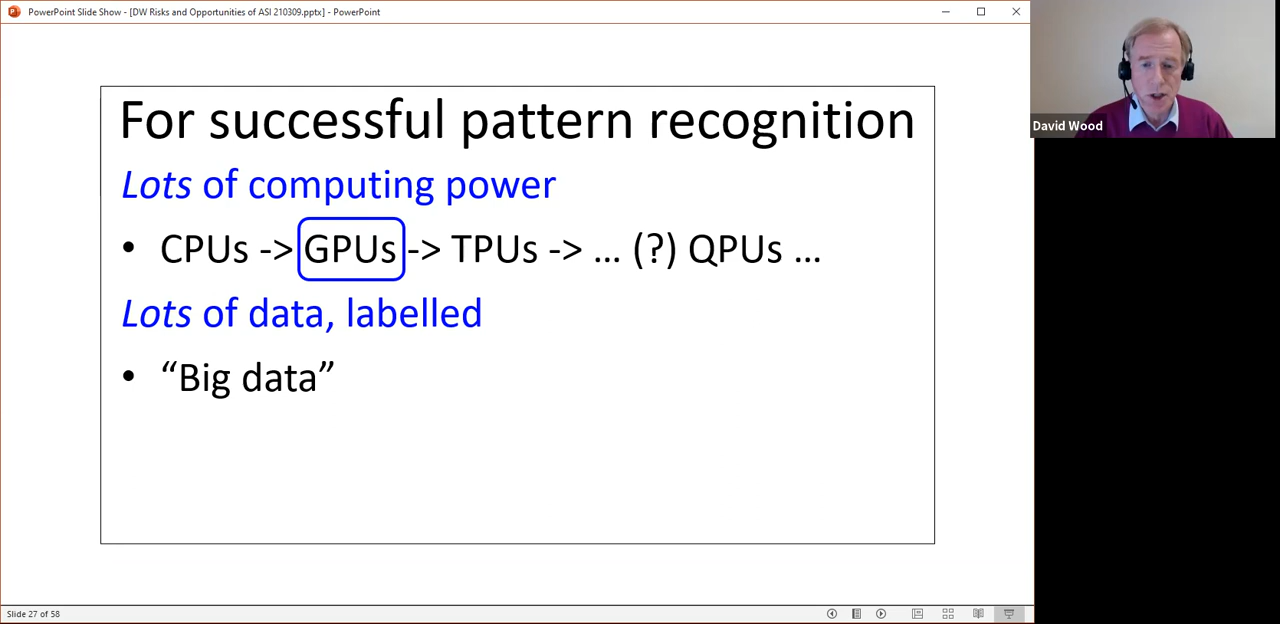 PowerPoint Slide Show - [DW Risks and Opportunities of ASI 210309.pptx] - PowerPoint
For successful pattern recognition
Lots of computing power
• CPUs -> GPUs -> TPUs -> ... (?) QPUs ...
Lots of data, labelled
• “Big data”
David Wood
Slide 27 of 58